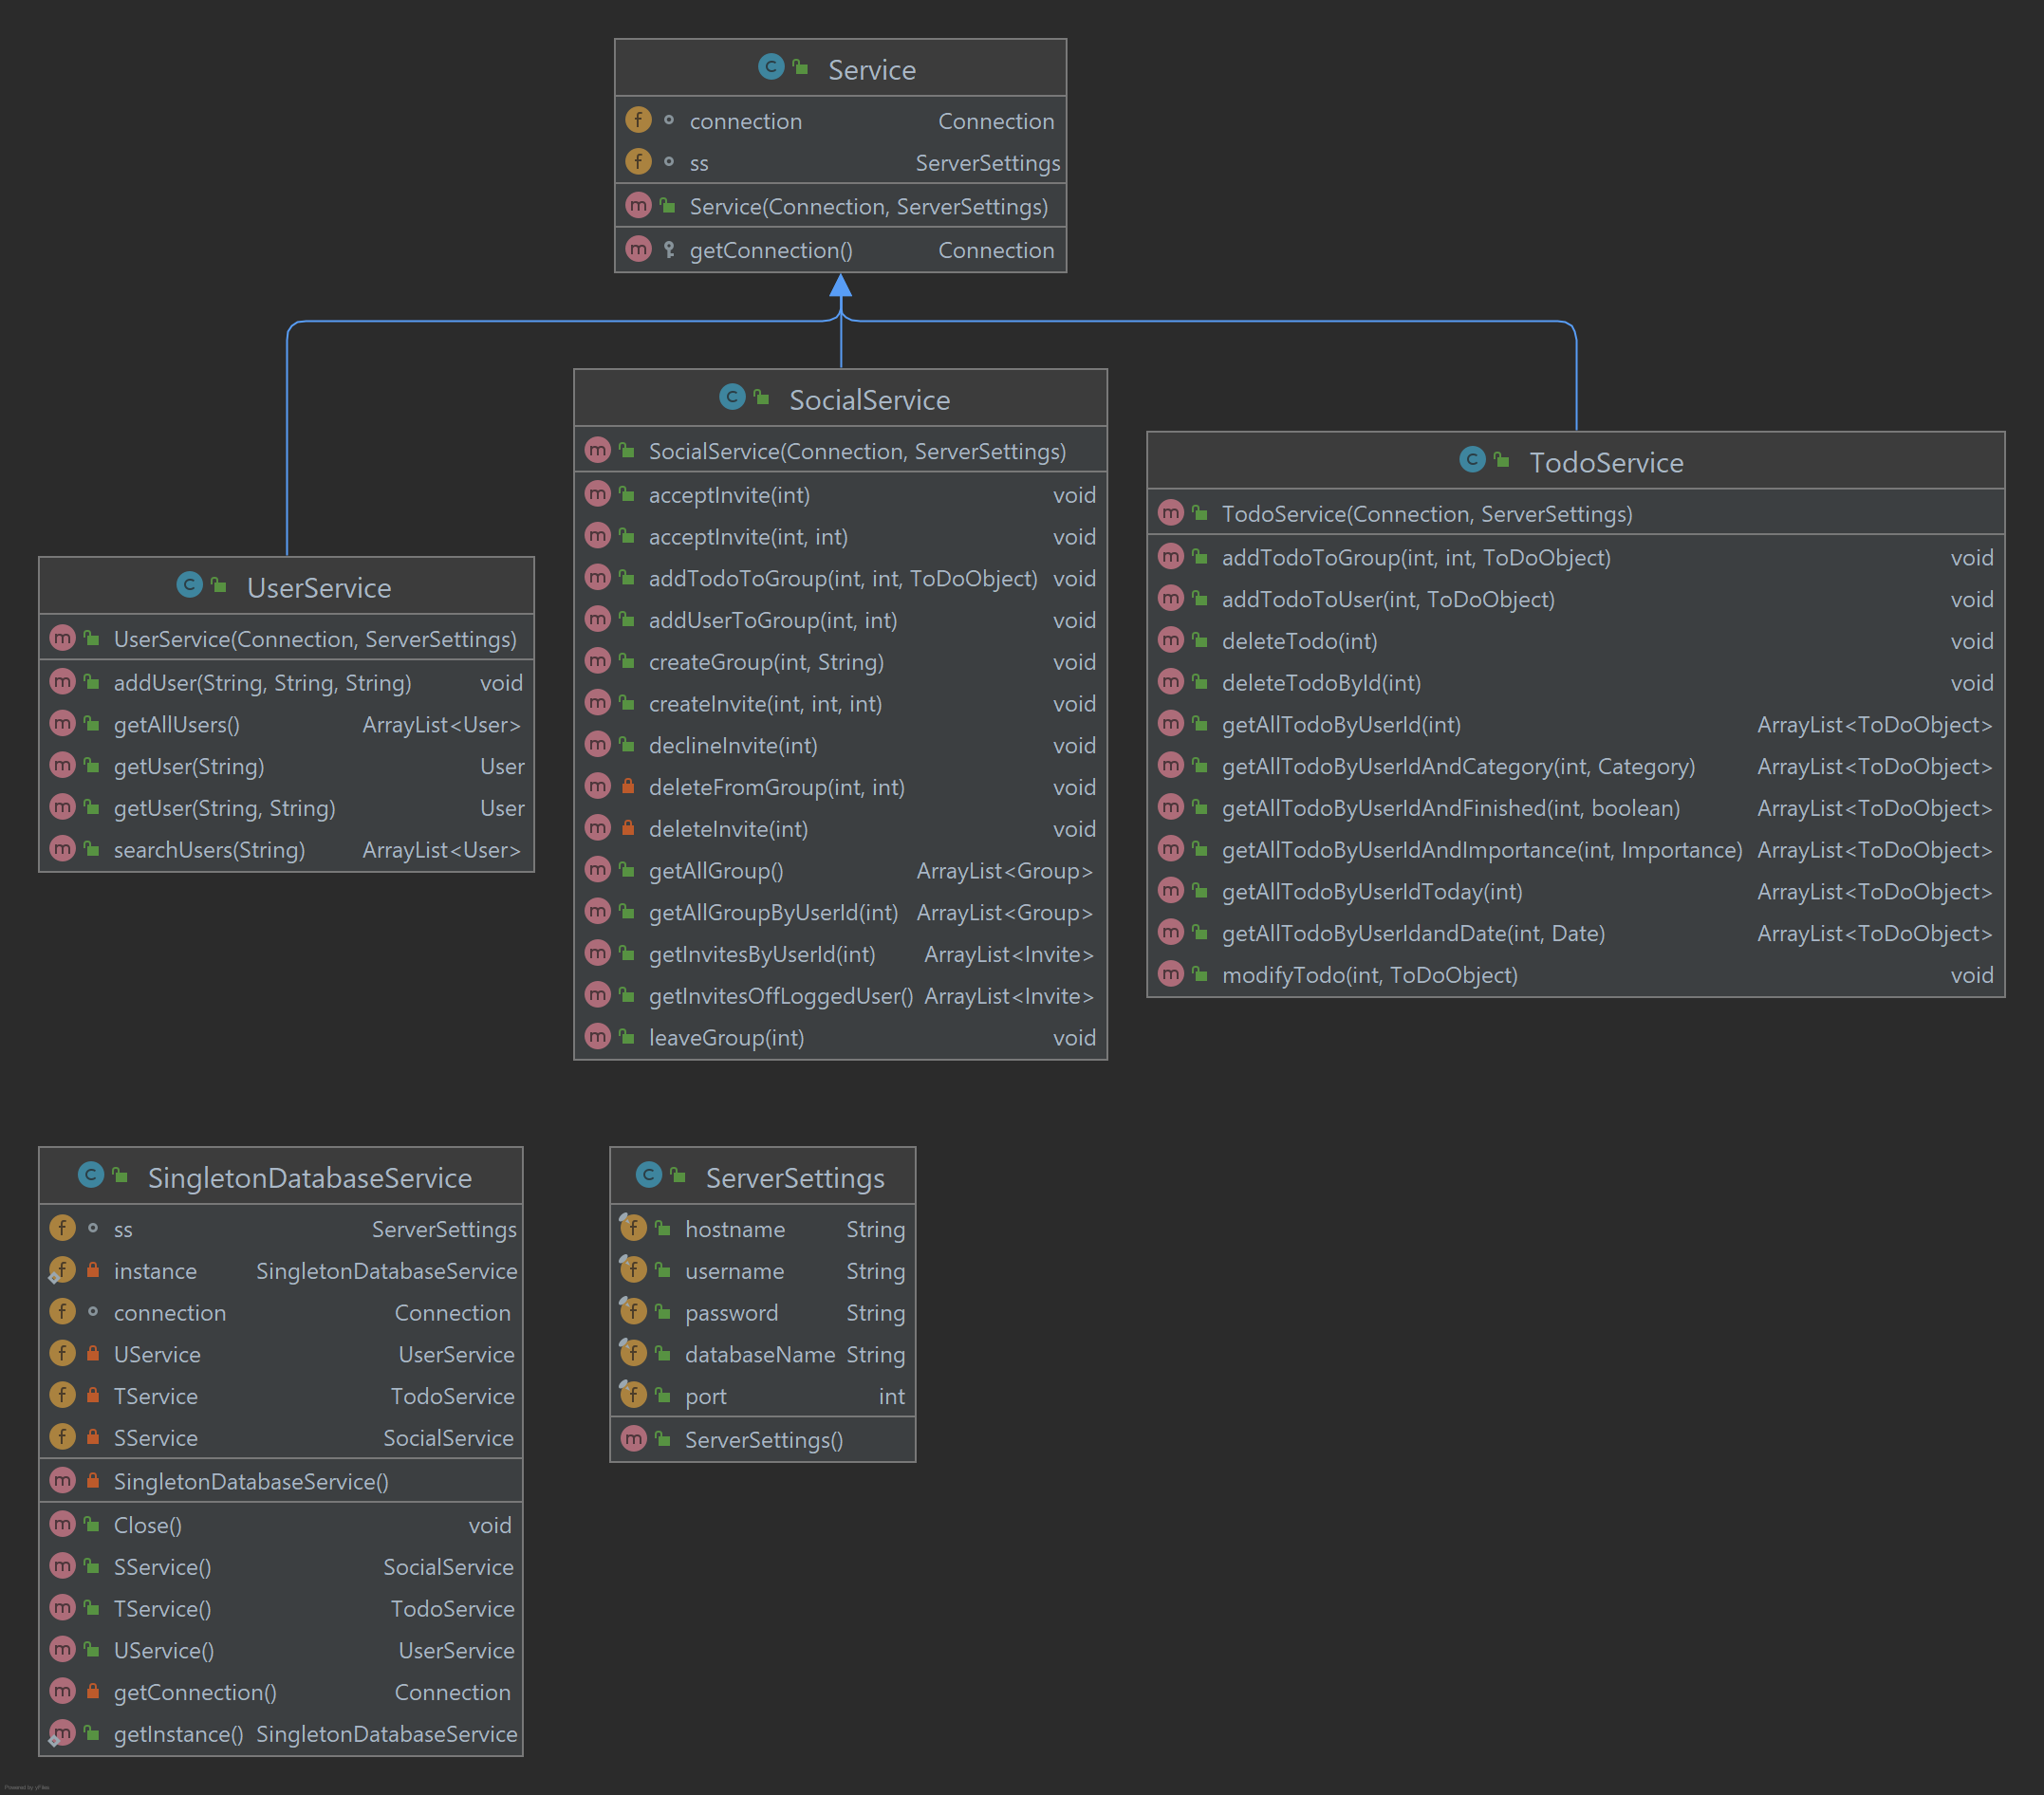 Service
connection Connection
ss ServerSettings
Service(Connection, ServerSettings)
getConnection() Connection
UserService
UserService(Connection, ServerSettings)
addUser(String, String, String) void
getAllUsers() ArrayList<User>
getUser(String) User
getUser(String, String) User
searchUsers(String) ArrayList<User>
SocialService
SocialService(Connection, ServerSettings)
acceptInvite(int) void
acceptInvite(int, int) void
addTodoToGroup(int, int, ToDoObject) void
addUserToGroup(int, int) void
createGroup(int, String) void
createInvite(int, int, int) void
declineInvite(int) void
deleteFromGroup(int, int) void
deleteInvite(int) void
getAllGroup() ArrayList<Group>
getAllGroupByUserId(int) ArrayList<Group>
getInvitesByUserId(int) ArrayList<Invite>
getInvitesOffLoggedUser() ArrayList<Invite>
leaveGroup(int) void
TodoService
TodoService(Connection, ServerSettings)
addTodoToGroup(int, int, ToDoObject) void
addTodoToUser(int, ToDoObject) void
deleteTodo(int) void
deleteTodoById(int) void
getAllTodoByUserId(int) ArrayList<ToDoObject>
getAllTodoByUserIdAndCategory(int, Category) ArrayList<ToDoObject>
getAllTodoByUserIdAndFinished(int, boolean) ArrayList<ToDoObject>
getAllTodoByUserIdAndImportance(int, Importance) ArrayList<ToDoObject>
getAllTodoByUserIdToday(int) ArrayList<ToDoObject>
getAllTodoByUserIdandDate(int, Date) ArrayList<ToDoObject>
modifyTodo(int, ToDoObject) void
SingletonDatabaseService
ss ServerSettings
instance SingletonDatabaseService
connection Connection
UService UserService
TService TodoService
SService SocialService
SingletonDatabaseService()
Close() void
SService() SocialService
TService() TodoService
UService() UserService
getConnection() Connection
getInstance() SingletonDatabaseService
ServerSettings
hostname String
username String
password String
databaseName String
port int
ServerSettings()
Powered by yFiles